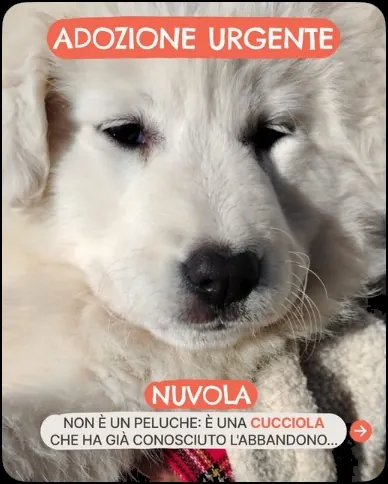 ADOZIONE URGENTE
NUVOLA
NON È UN PELUCHE: È UNA CUCCIOLA
CHE HA GIÀ CONOSCIUTO L'ABBANDONO...